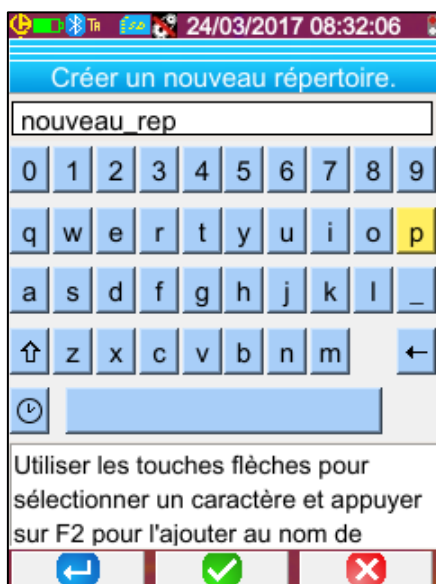 TA SD 24/03/2017 08:32:06
Créer un nouveau répertoire.
nouveau_rep
0 1 2 3 4 5 6 7 8 9
q w e r t y u i o p
a s d f g h j k l _
z x c v b n m
Utiliser les touches flèches pour
sélectionner un caractère et appuyer
sur F2 pour l'ajouter au nom de